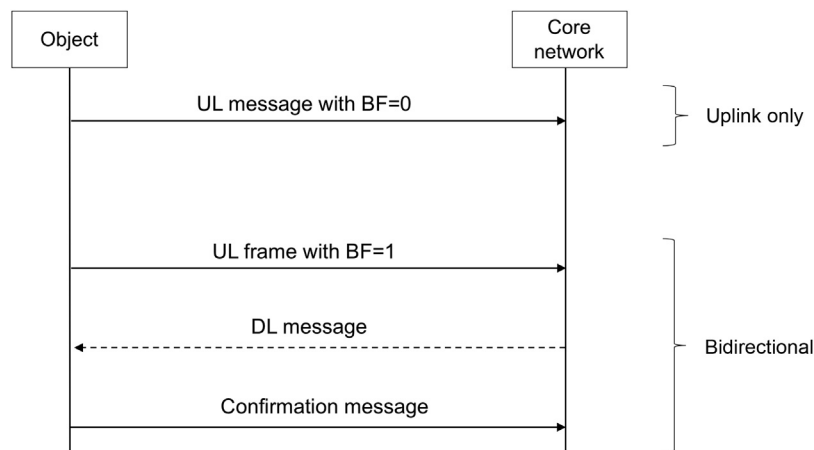 Object
Core
network
UL message with BF=0
Uplink only
UL frame with BF=1
DL message
Bidirectional
Confirmation message